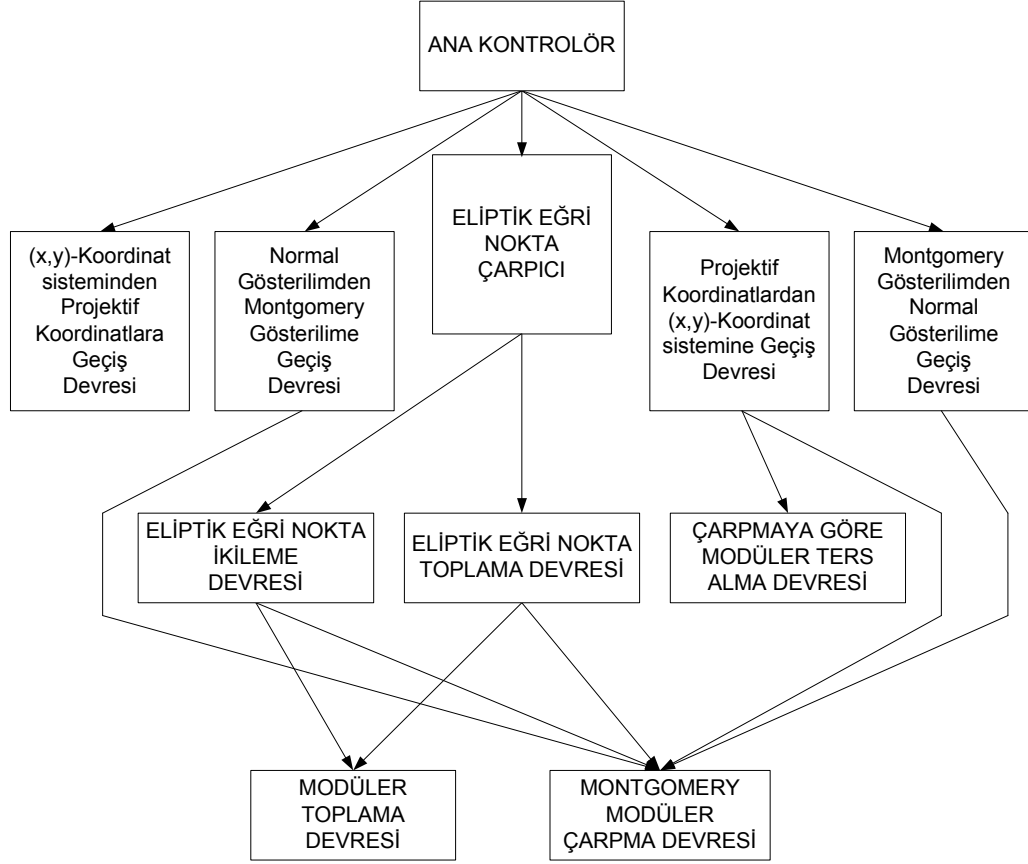 ANA KONTROLÖR
(x,y)-Koordinat
sisteminden
Projektif
Koordinatlara
Geçiş
Devresi
Normal
Gösterilimden
Montgomery
Gösterilime
Geçiş
Devresi
ELİPTİK EĞRİ
NOKTA
ÇARPICI
Projektif
Koordinatlardan
(x,y)-Koordinat
sistemine Geçiş
Devresi
Montgomery
Gösterilimden
Normal
Gösterilime
Geçiş
Devresi
ELİPTİK EĞRİ NOKTA
İKİLEME
DEVRESİ
ELİPTİK EĞRİ NOKTA
TOPLAMA DEVRESİ
ÇARPMAYA GÖRE
MODÜLER TERS
ALMA DEVRESİ
MODÜLER
TOPLAMA
DEVRESİ
MONTGOMERY
MODÜLER
ÇARPMA DEVRESİ